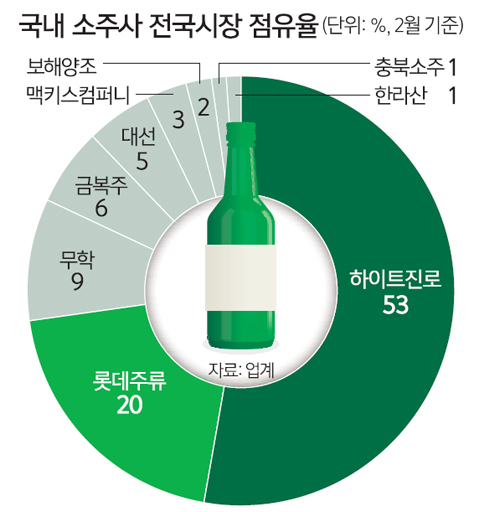 국내 소주사 전국시장 점유율 (단위: %, 2월 기준)
보해양조
맥키스컴퍼니
3
2
충북소주 1
한라산 1
대선
5
금복주
6
무학
9
하이트진로
53
롯데주류
20
자료: 업계